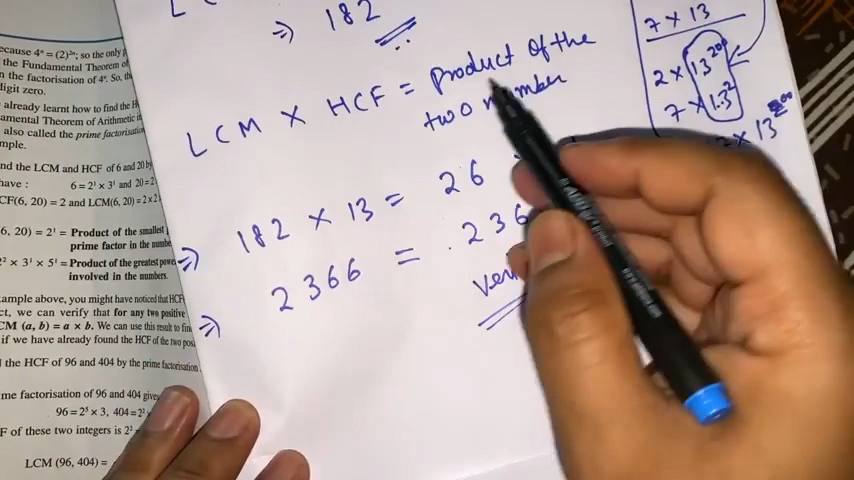 L C
⇒ 182
LCM × HCF = product of the
two number
⇒ 182 × 13 = 26
⇒ 2366 = 236
7 × 13
2 × 13
7 × 13²
× 13
ecause 4ⁿ = (2)²ⁿ; so the only p
the Fundamental Theorem of
n the factorisation of 4ⁿ. So, the
digit zero.
already learnt how to find the H
amental Theorem of Arithmetic i
also called the prime factorisatio
mple.
nd the LCM and HCF of 6 and 20 by
have : 6 = 2¹ × 3¹ and 20 = 2
CF(6, 20) = 2 and LCM(6, 20) = 2 × 2
6, 20) = 2¹ = Product of the smallest
prime factor in the numbe
2² × 3¹ × 5¹ = Product of the greatest powe
involved in the numbers.
ample above, you might have noticed that HCF
ct, we can verify that for any two positive
CM (a, b) = a × b. We can use this result to fin
if we have already found the HCF of the two posi
d the HCF of 96 and 404 by the prime factorisation
me factorisation of 96 and 404 gives
96 = 2⁵ × 3, 404 = 2²
F of these two integers is 2²
LCM (96, 404) =